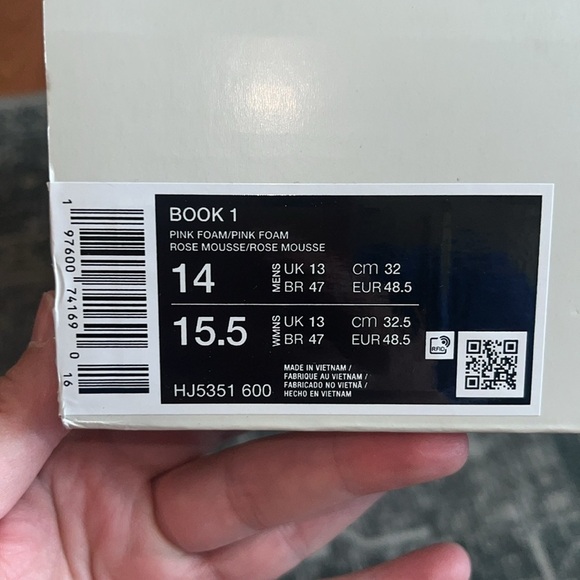 BOOK 1
PINK FOAM/PINK FOAM
ROSE MOUSSE/ROSE MOUSSE
14 MENS UK 13 cm 32
BR 47 EUR 48.5
15.5 WMNS UK 13 cm 32.5
BR 47 EUR 48.5
RFID
HJ5351 600
MADE IN VIETNAM /
FABRIQUE AU VIETNAM /
FABRICADO NO VIETNÃ /
HECHO EN VIETNAM
1 97600 74169 0 16